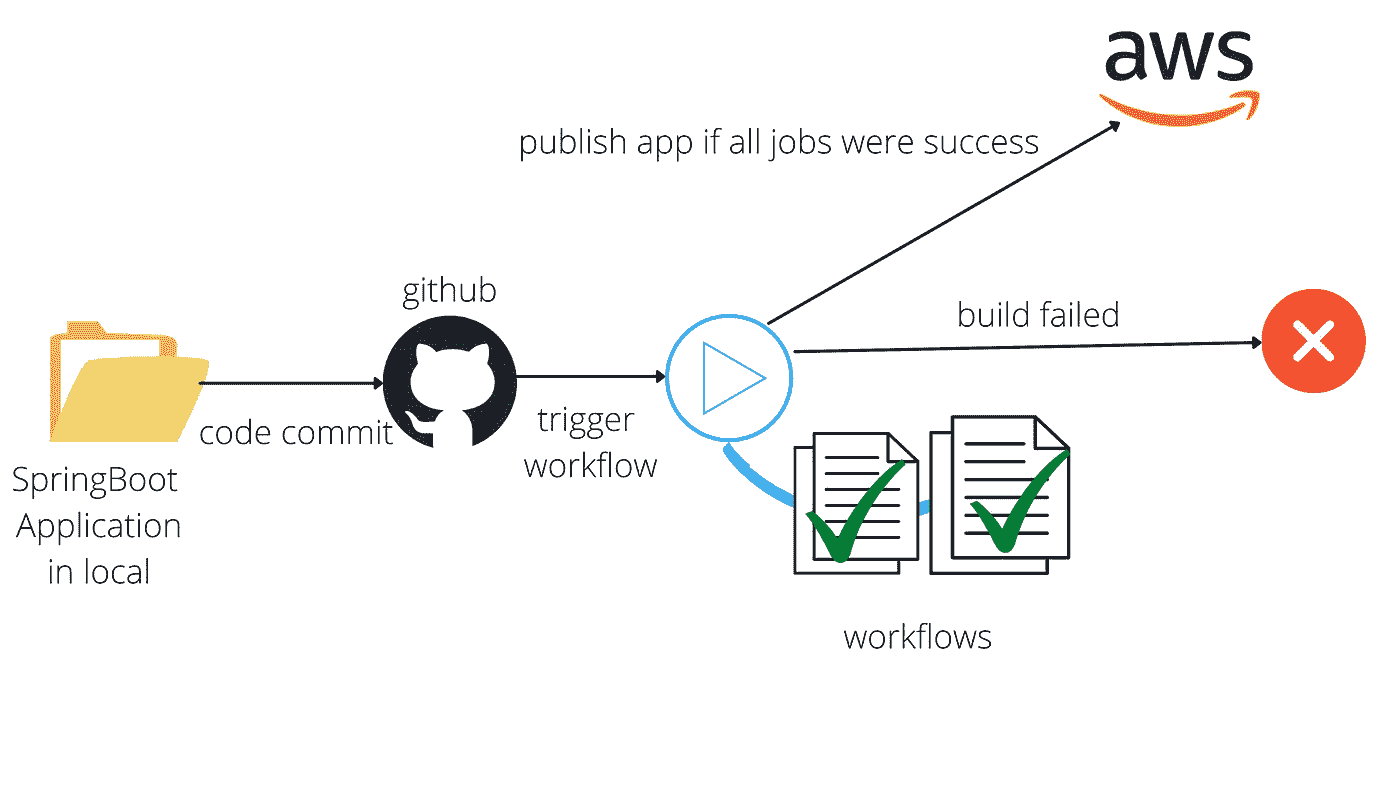 aws
publish app if all jobs were success
github
build failed
code commit
trigger
workflow
SpringBoot
Application
in local
workflows